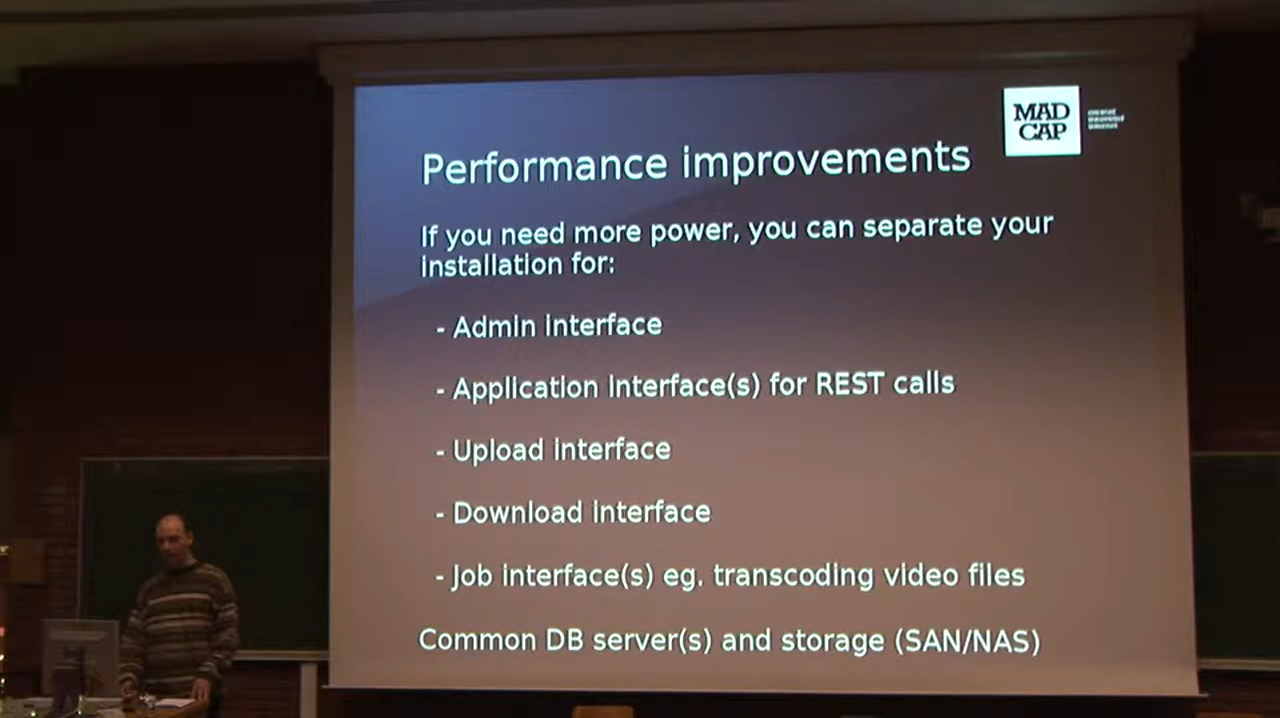 MAD
CAP
Performance improvements
If you need more power, you can separate your
installation for:
- Admin interface
- Application interface(s) for REST calls
- Upload interface
- Download interface
- Job interface(s) eg. transcoding video files
Common DB server(s) and storage (SAN/NAS)